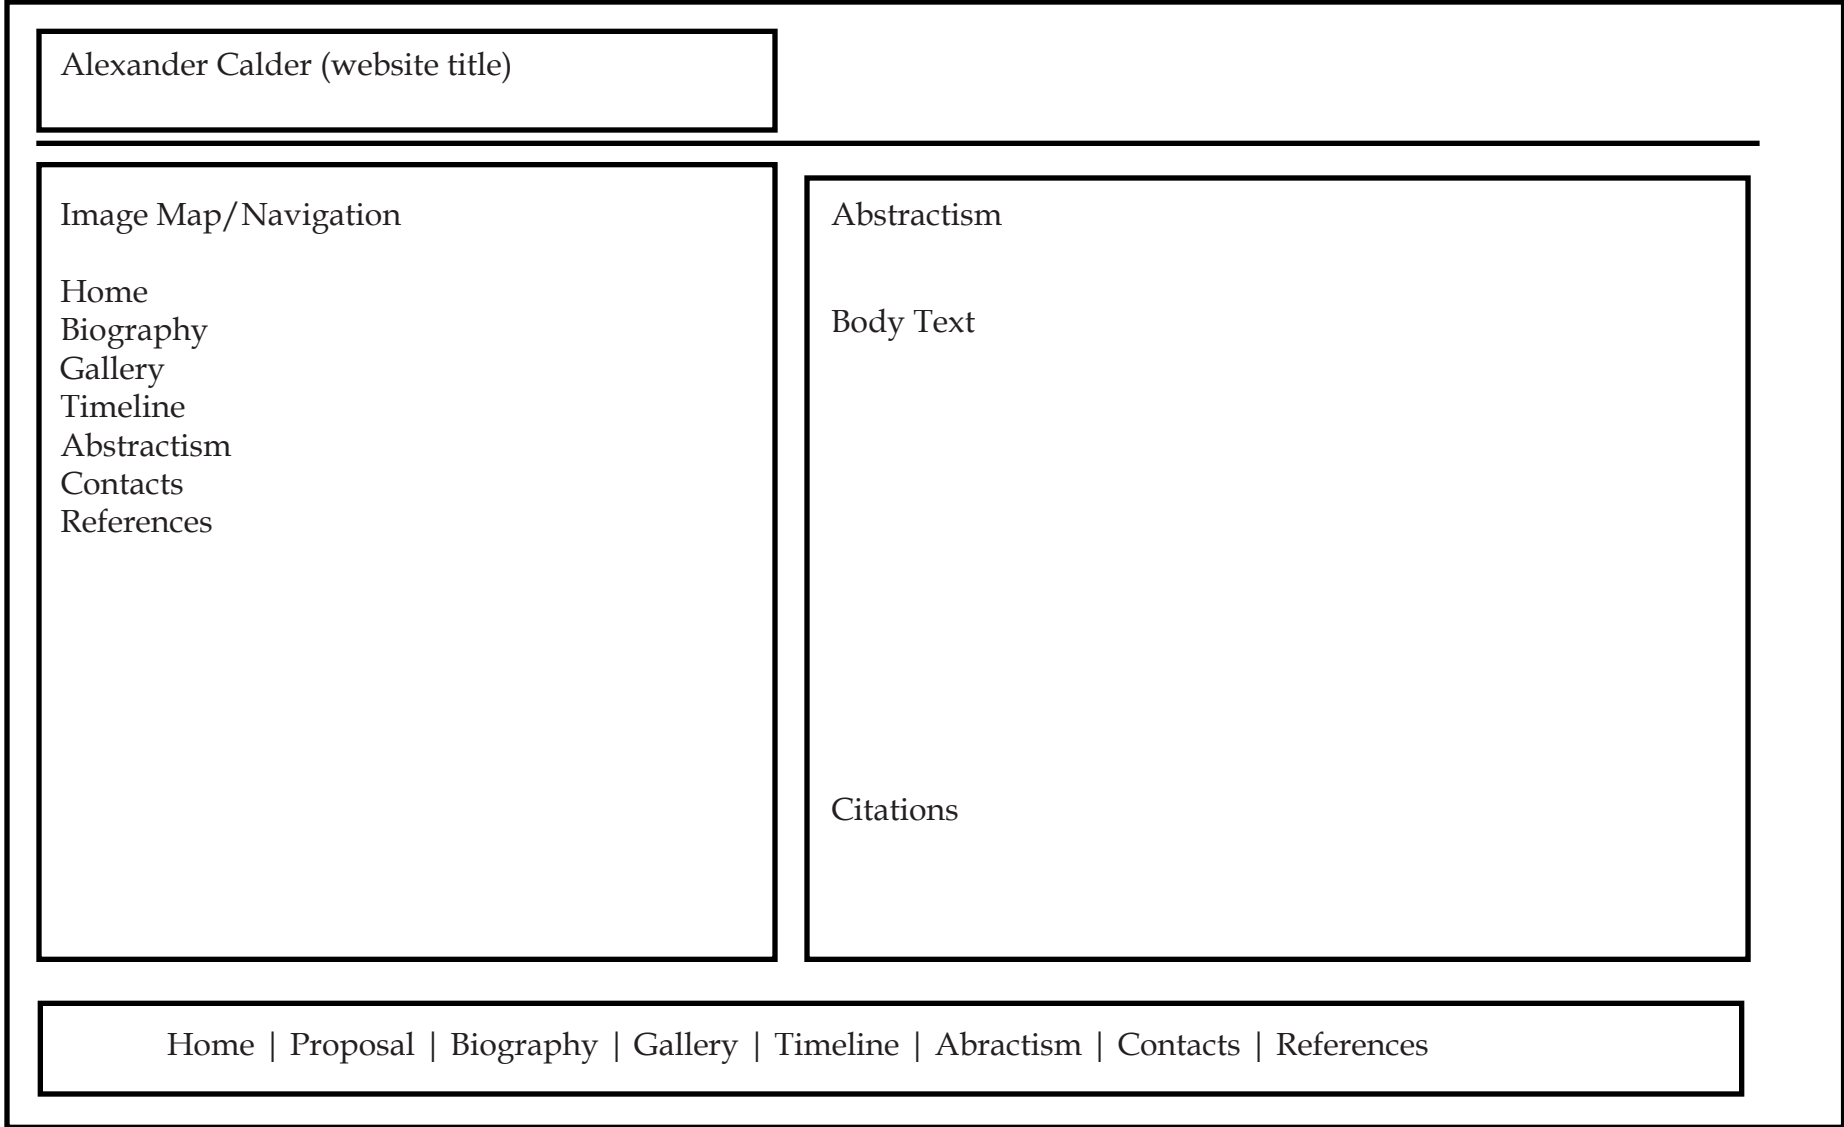 Alexander Calder (website title)
Image Map/Navigation
Home
Biography
Gallery
Timeline
Abstractism
Contacts
References
Abstractism
Body Text
Citations
Home | Proposal | Biography | Gallery | Timeline | Abractism | Contacts | References